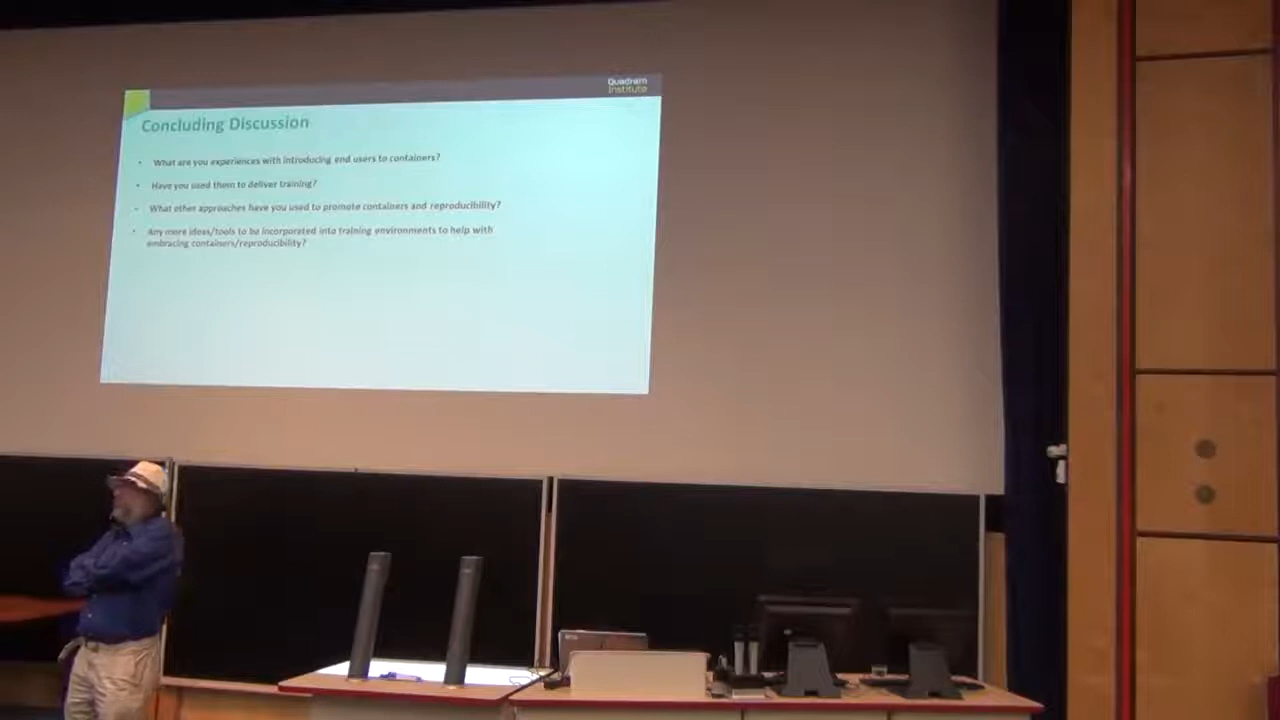 Quadram
Institute
Concluding Discussion
• What are you experiences with introducing end users to containers?
• Have you used them to deliver training?
• What other approaches have you used to promote containers and reproducibility?
• Any more ideas/tools to be incorporated into training environments to help with
embracing containers/reproducibility?